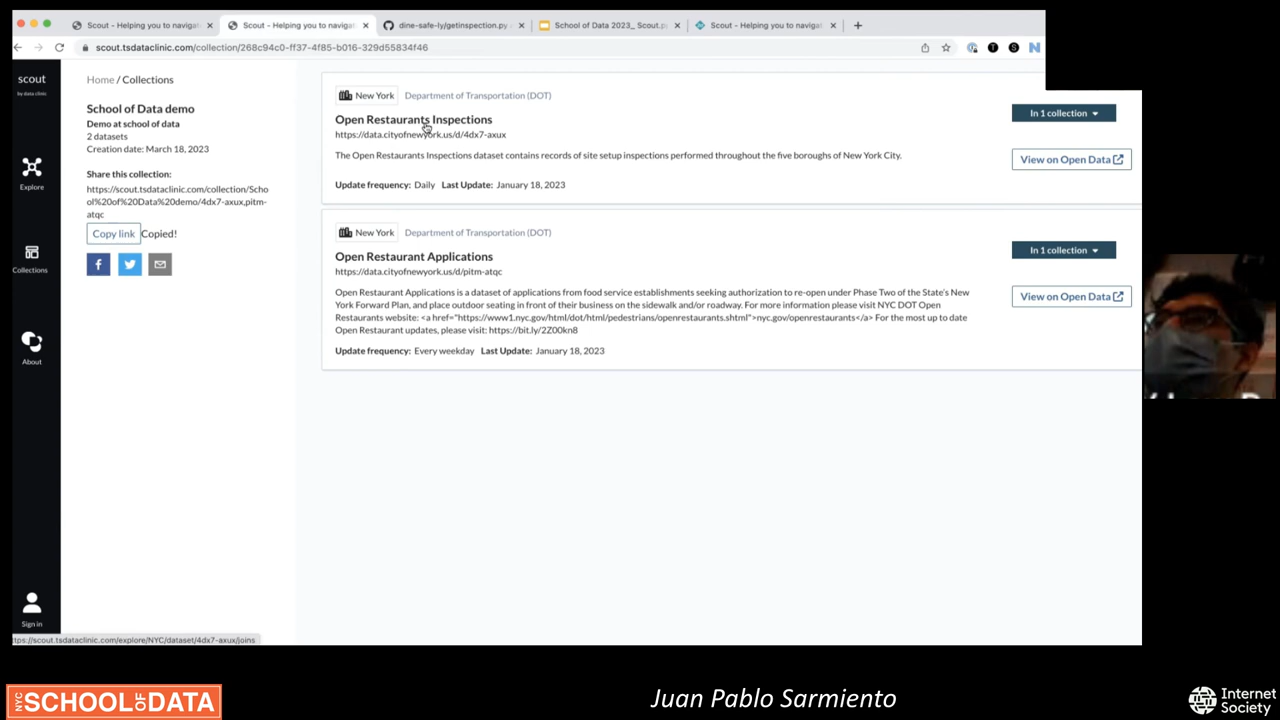 Scout - Helping you to navigat
Scout - Helping you to navigat
dine-safe-ly/getinspection.py
School of Data 2023_ Scout.p
Scout - Helping you to navigat
scout.tsdataclinic.com/collection/268c94c0-ff37-4f85-b016-329d55834f46
scout
by data clinic
Explore
Collections
About
Sign in
Home / Collections
School of Data demo
Demo at school of data
2 datasets
Creation date: March 18, 2023
Share this collection:
https://scout.tsdataclinic.com/collection/Scho
ol%20of%20Data%20demo/4dx7-axux,pitm-
atqc
Copy link Copied!
New York Department of Transportation (DOT)
Open Restaurants Inspections
https://data.cityofnewyork.us/d/4dx7-axux
The Open Restaurants Inspections dataset contains records of site setup inspections performed throughout the five boroughs of New York City.
Update frequency: Daily Last Update: January 18, 2023
In 1 collection
View on Open Data
New York Department of Transportation (DOT)
Open Restaurant Applications
https://data.cityofnewyork.us/d/pitm-atqc
Open Restaurant Applications is a dataset of applications from food service establishments seeking authorization to re-open under Phase Two of the State's New
York Forward Plan, and place outdoor seating in front of their business on the sidewalk and/or roadway. For more information please visit NYC DOT Open
Restaurants website: <a href="https://www1.nyc.gov/html/dot/html/pedestrians/openrestaurants.shtml">nyc.gov/openrestaurants</a> For the most up to date
Open Restaurant updates, please visit: https://bit.ly/2Z00kn8
Update frequency: Every weekday Last Update: January 18, 2023
In 1 collection
View on Open Data
ttps://scout.tsdataclinic.com/explore/NYC/dataset/4dx7-axux/joins
NYC SCHOOL OF DATA
Juan Pablo Sarmiento
Internet
Society